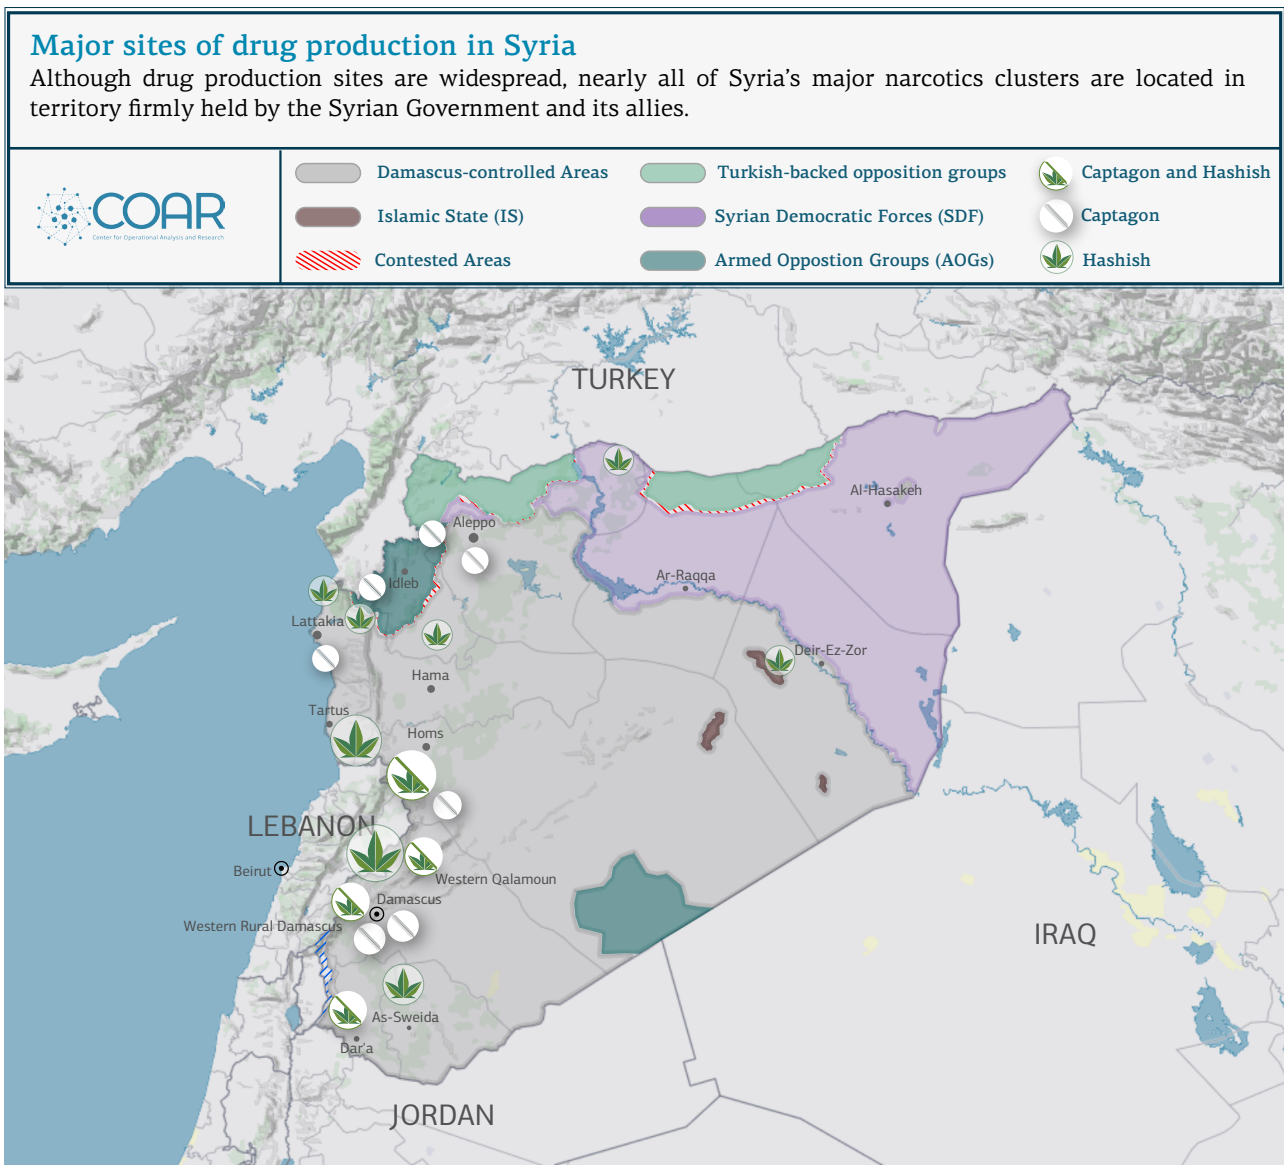 Major sites of drug production in Syria
Although drug production sites are widespread, nearly all of Syria's major narcotics clusters are located in
territory firmly held by the Syrian Government and its allies.
COAR
Center for Operational Analysis and Research
Damascus-controlled Areas
Turkish-backed opposition groups
Captagon and Hashish
Islamic State (IS)
Syrian Democratic Forces (SDF)
Captagon
Contested Areas
Armed Oppostion Groups (AOGs)
Hashish
TURKEY
Al-Hasakeh
Aleppo
Ar-Raqqa
Idleb
Lattakia
Deir-Ez-Zor
Hama
Tartus
Homs
LEBANON
Beirut
Western Qalamoun
Damascus
Western Rural Damascus
IRAQ
As-Sweida
Dar'a
JORDAN